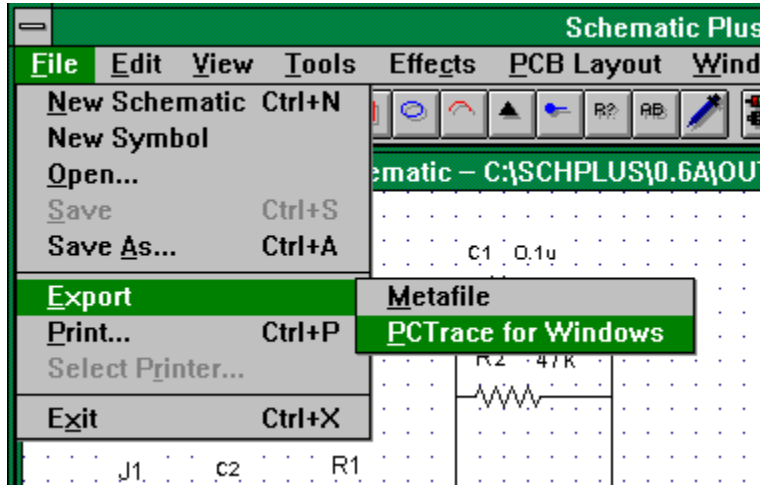 Schematic Plus
File Edit View Tools Effects PCB Layout Wind
New Schematic Ctrl+N
R? AB
New Symbol
Open...
ematic – C:\SCHPLUS\0.6A\OU
Save Ctrl+S
Save As... Ctrl+A
C1 0.1u
Export
Metafile
Print... Ctrl+P
PCTrace for Windows
Select Printer...
R2 47K
Exit Ctrl+X
J1 C2 R1